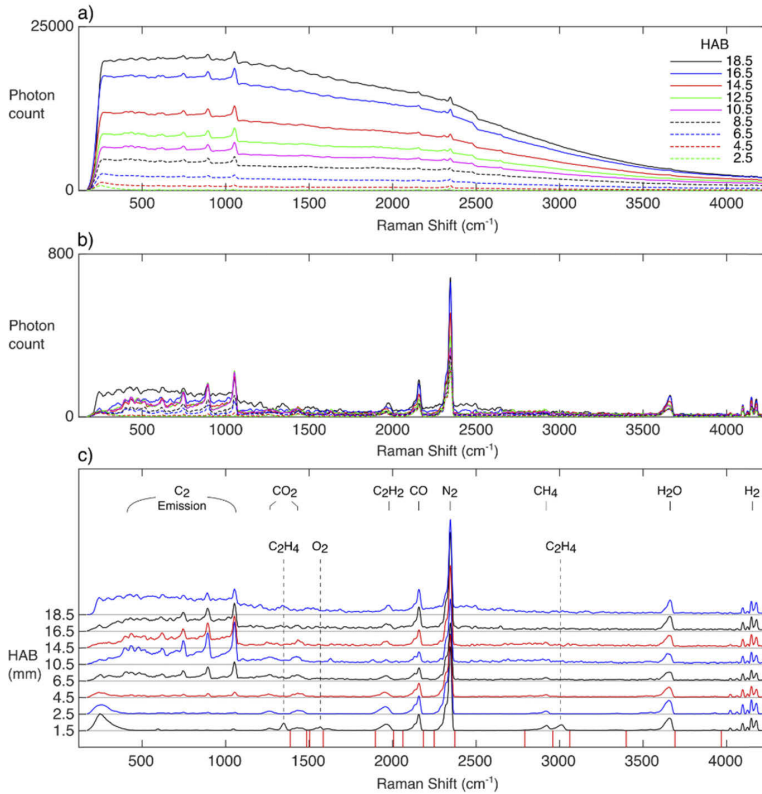 a)
25000
Photon
count
0
HAB
18.5
16.5
14.5
12.5
10.5
8.5
6.5
4.5
2.5
500 1000 1500 2000 2500 3000 3500 4000
Raman Shift (cm-1)
b)
800
Photon
count
0
500 1000 1500 2000 2500 3000 3500 4000
Raman Shift (cm-1)
c)
C2 CO2 C2H2 CO N2 CH4 H2O H2
Emission
C2H4 O2 C2H4
HAB
(mm)
18.5
16.5
14.5
10.5
6.5
4.5
2.5
1.5
500 1000 1500 2000 2500 3000 3500 4000
Raman Shift (cm-1)